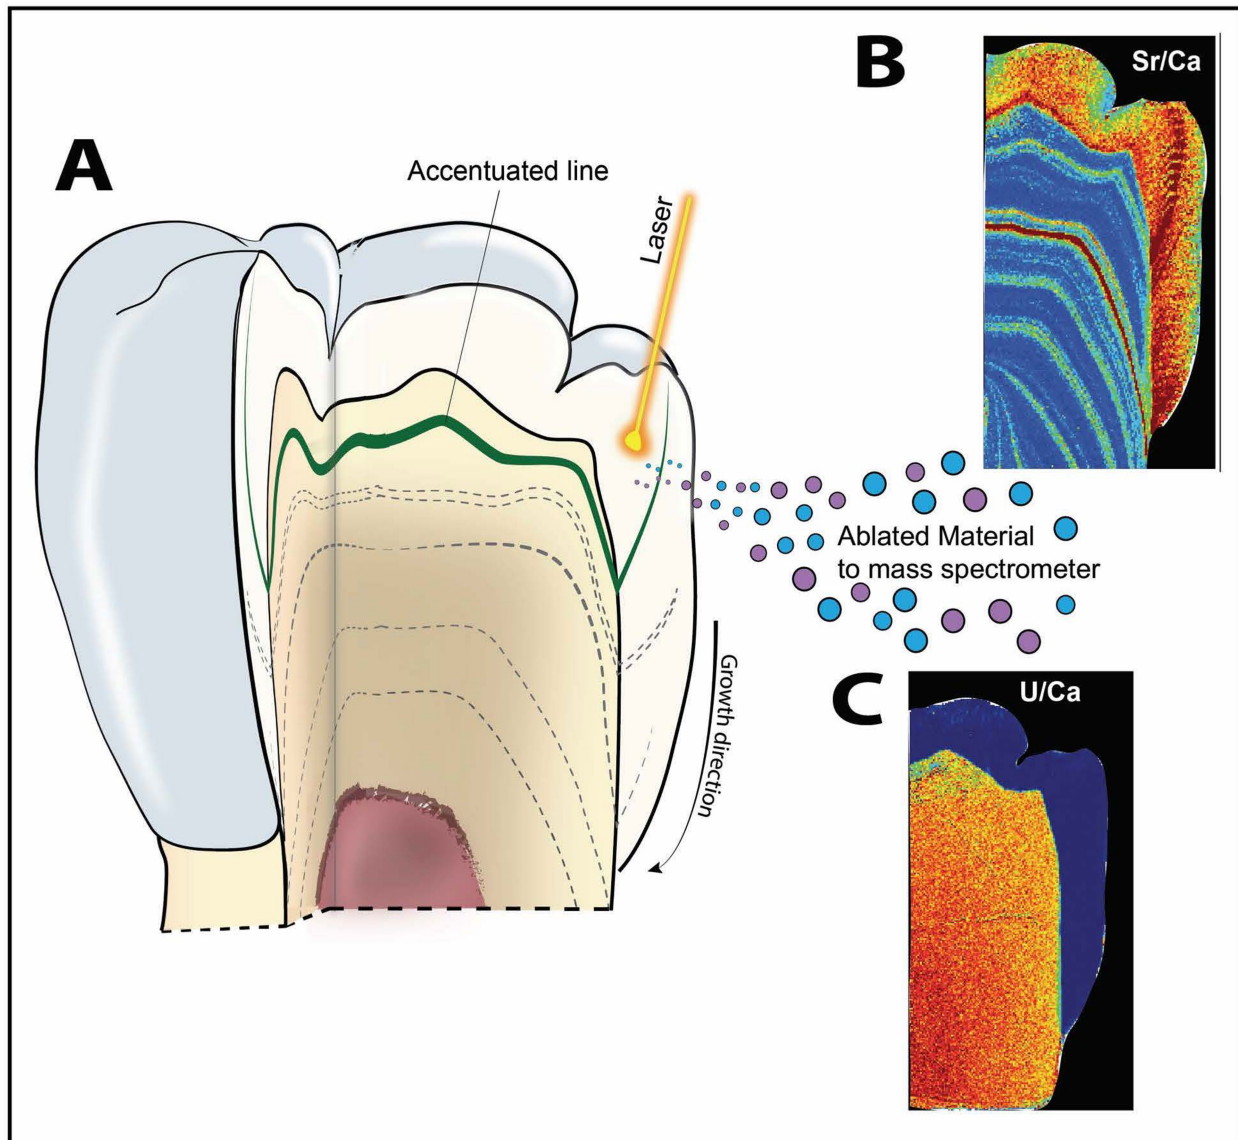 A
Accentuated line
Laser
B
Sr/Ca
Ablated Material
to mass spectrometer
Growth direction
C
U/Ca